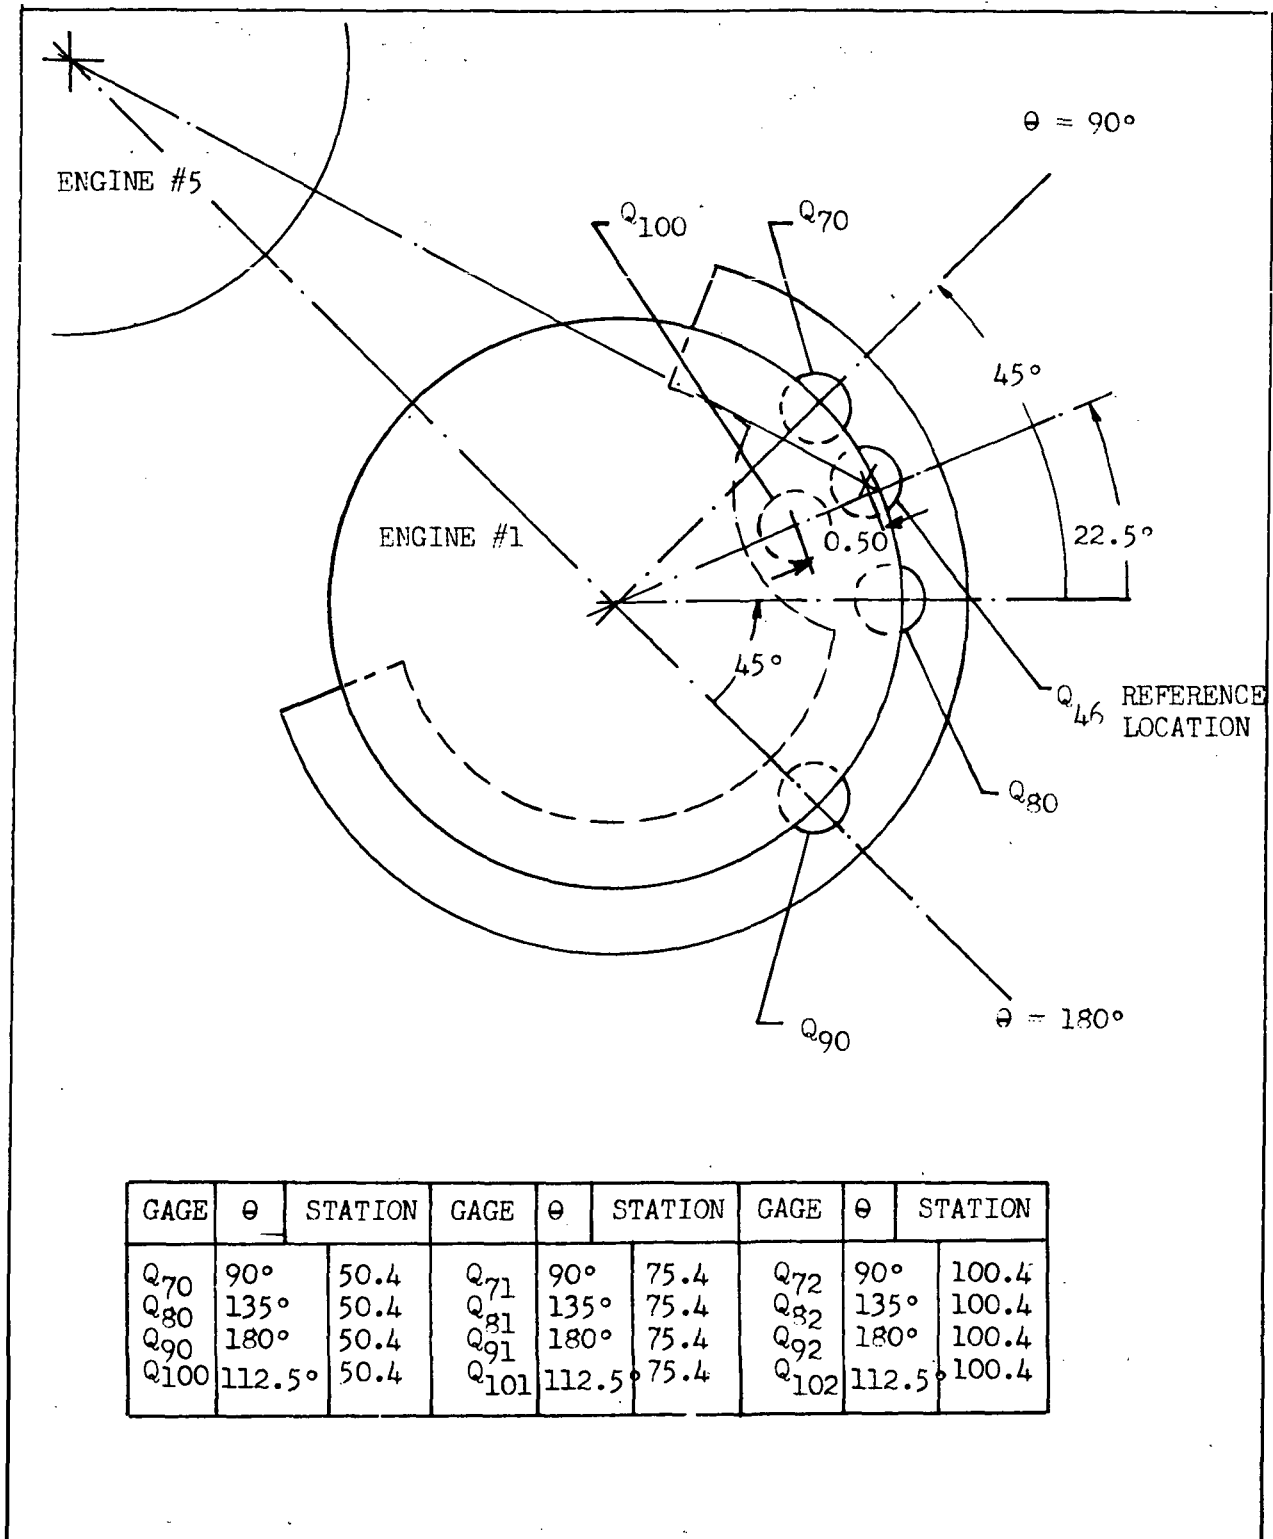 θ = 90°
ENGINE #5
Q100
Q70
45°
ENGINE #1
0.50
22.5°
45°
Q46 REFERENCE
LOCATION
Q80
θ = 180°
Q90
GAGE θ STATION GAGE θ STATION GAGE θ STATION
Q70 90° 50.4 Q71 90° 75.4 Q72 90° 100.4
Q80 135° 50.4 Q81 135° 75.4 Q82 135° 100.4
Q90 180° 50.4 Q91 180° 75.4 Q92 180° 100.4
Q100 112.5° 50.4 Q101 112.5° 75.4 Q102 112.5° 100.4